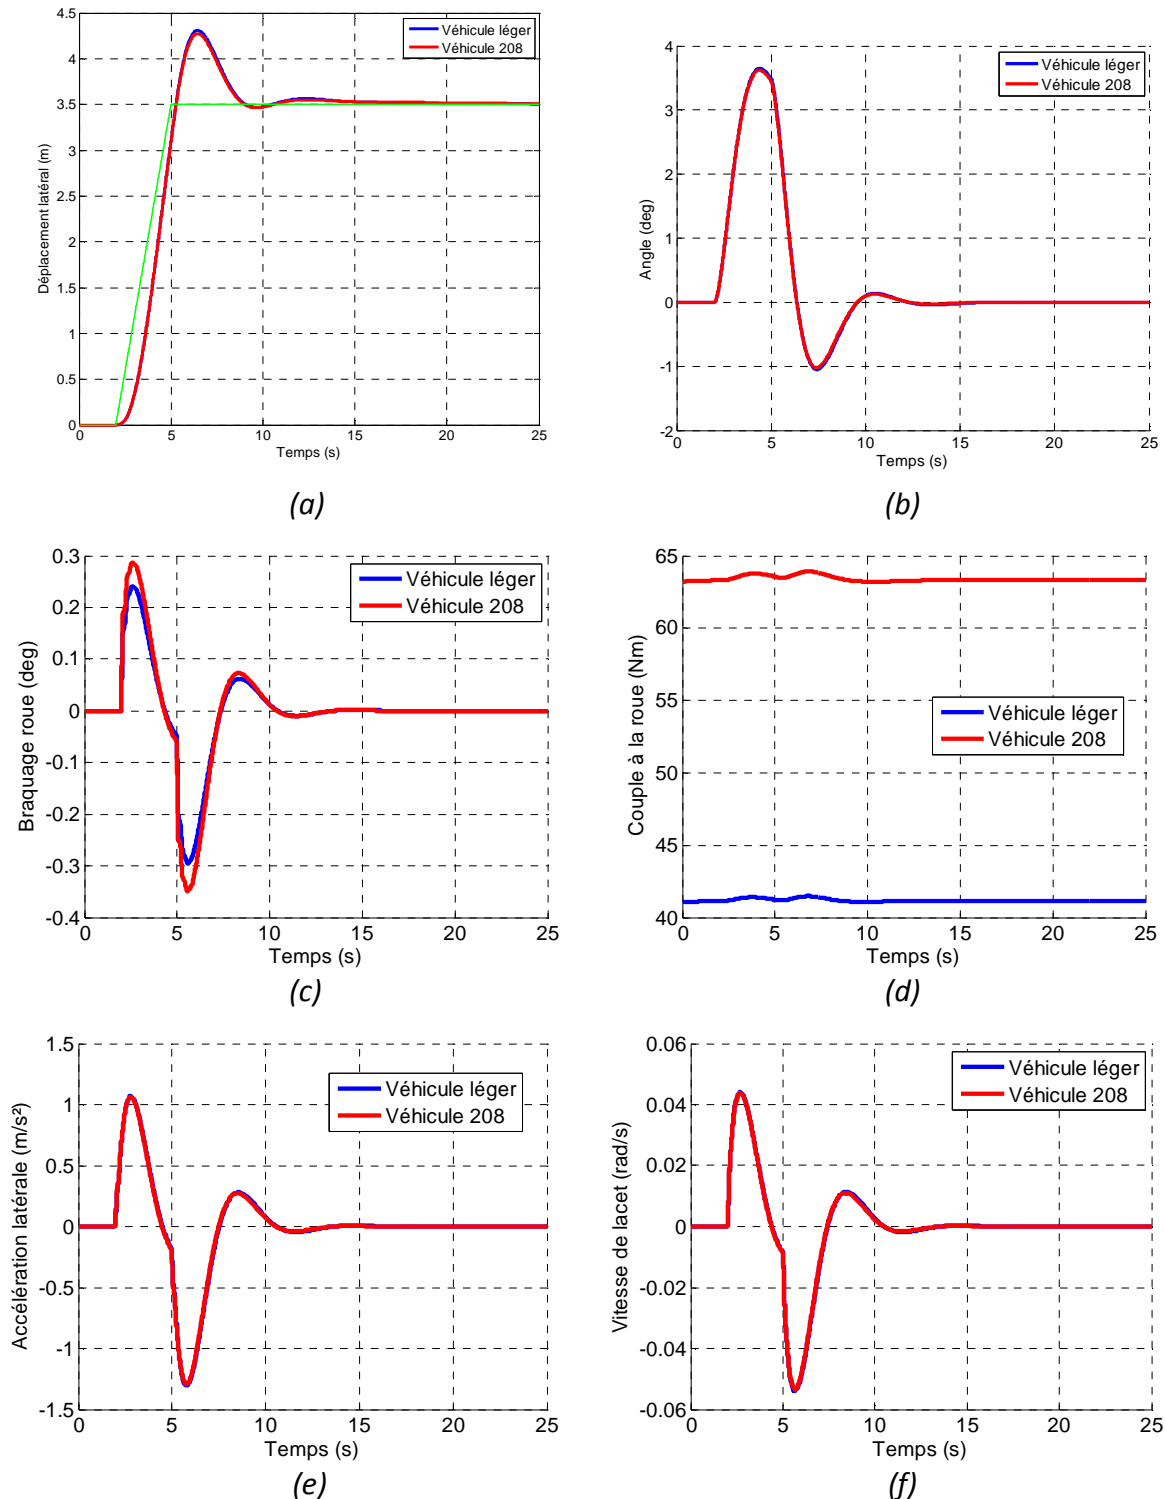 4.5
4
3.5
3
2.5
2
1.5
1
0.5
0
0 5 10 15 20 25
Déplacement latéral (m)
Temps (s)
Véhicule léger
Véhicule 208
(a)
4
3
2
1
0
-1
-2
0 5 10 15 20 25
Angle (deg)
Temps (s)
Véhicule léger
Véhicule 208
(b)
0.3
0.2
0.1
0
-0.1
-0.2
-0.3
-0.4
0 5 10 15 20 25
Braquage roue (deg)
Temps (s)
Véhicule léger
Véhicule 208
(c)
65
60
55
50
45
40
0 5 10 15 20 25
Couple à la roue (Nm)
Temps (s)
Véhicule léger
Véhicule 208
(d)
1.5
1
0.5
0
-0.5
-1
-1.5
0 5 10 15 20 25
Accélération latérale (m/s²)
Temps (s)
Véhicule léger
Véhicule 208
(e)
0.06
0.04
0.02
0
-0.02
-0.04
-0.06
0 5 10 15 20 25
Vitesse de lacet (rad/s)
Temps (s)
Véhicule léger
Véhicule 208
(f)